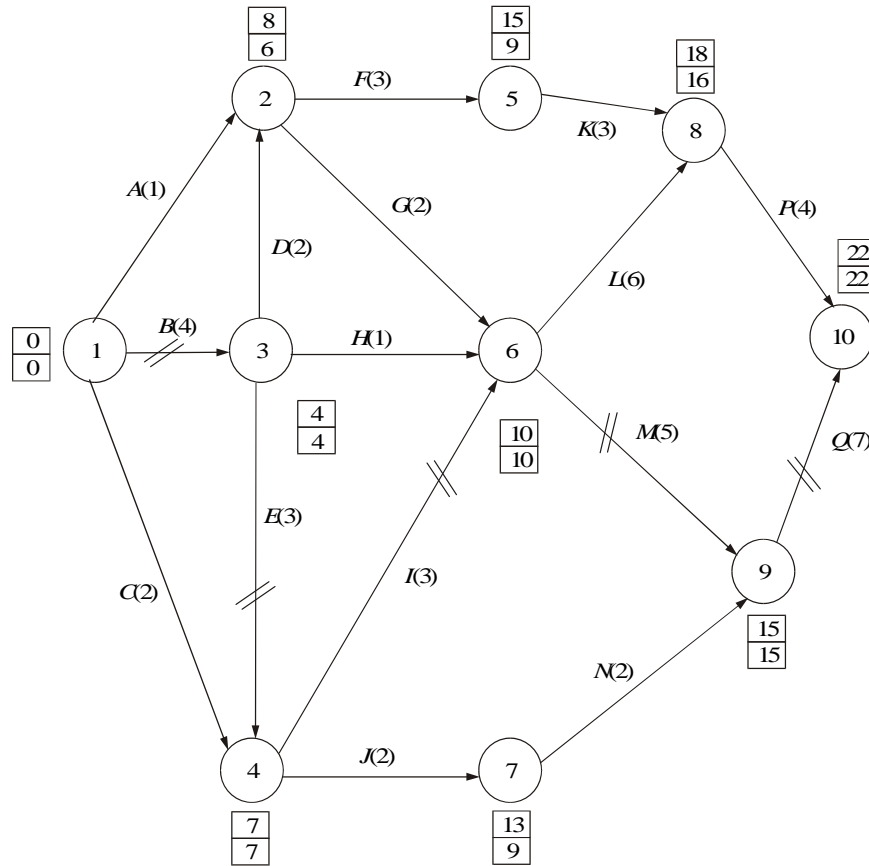 8
6
15
9
18
16
2
F(3)
5
K(3)
8
A(1)
G(2)
P(4)
D(2)
L(6)
22
22
0
0
1
B(4)
3
H(1)
6
10
4
4
10
10
M(5)
Q(7)
E(3)
C(2)
I(3)
9
15
15
N(2)
4
J(2)
7
7
7
13
9